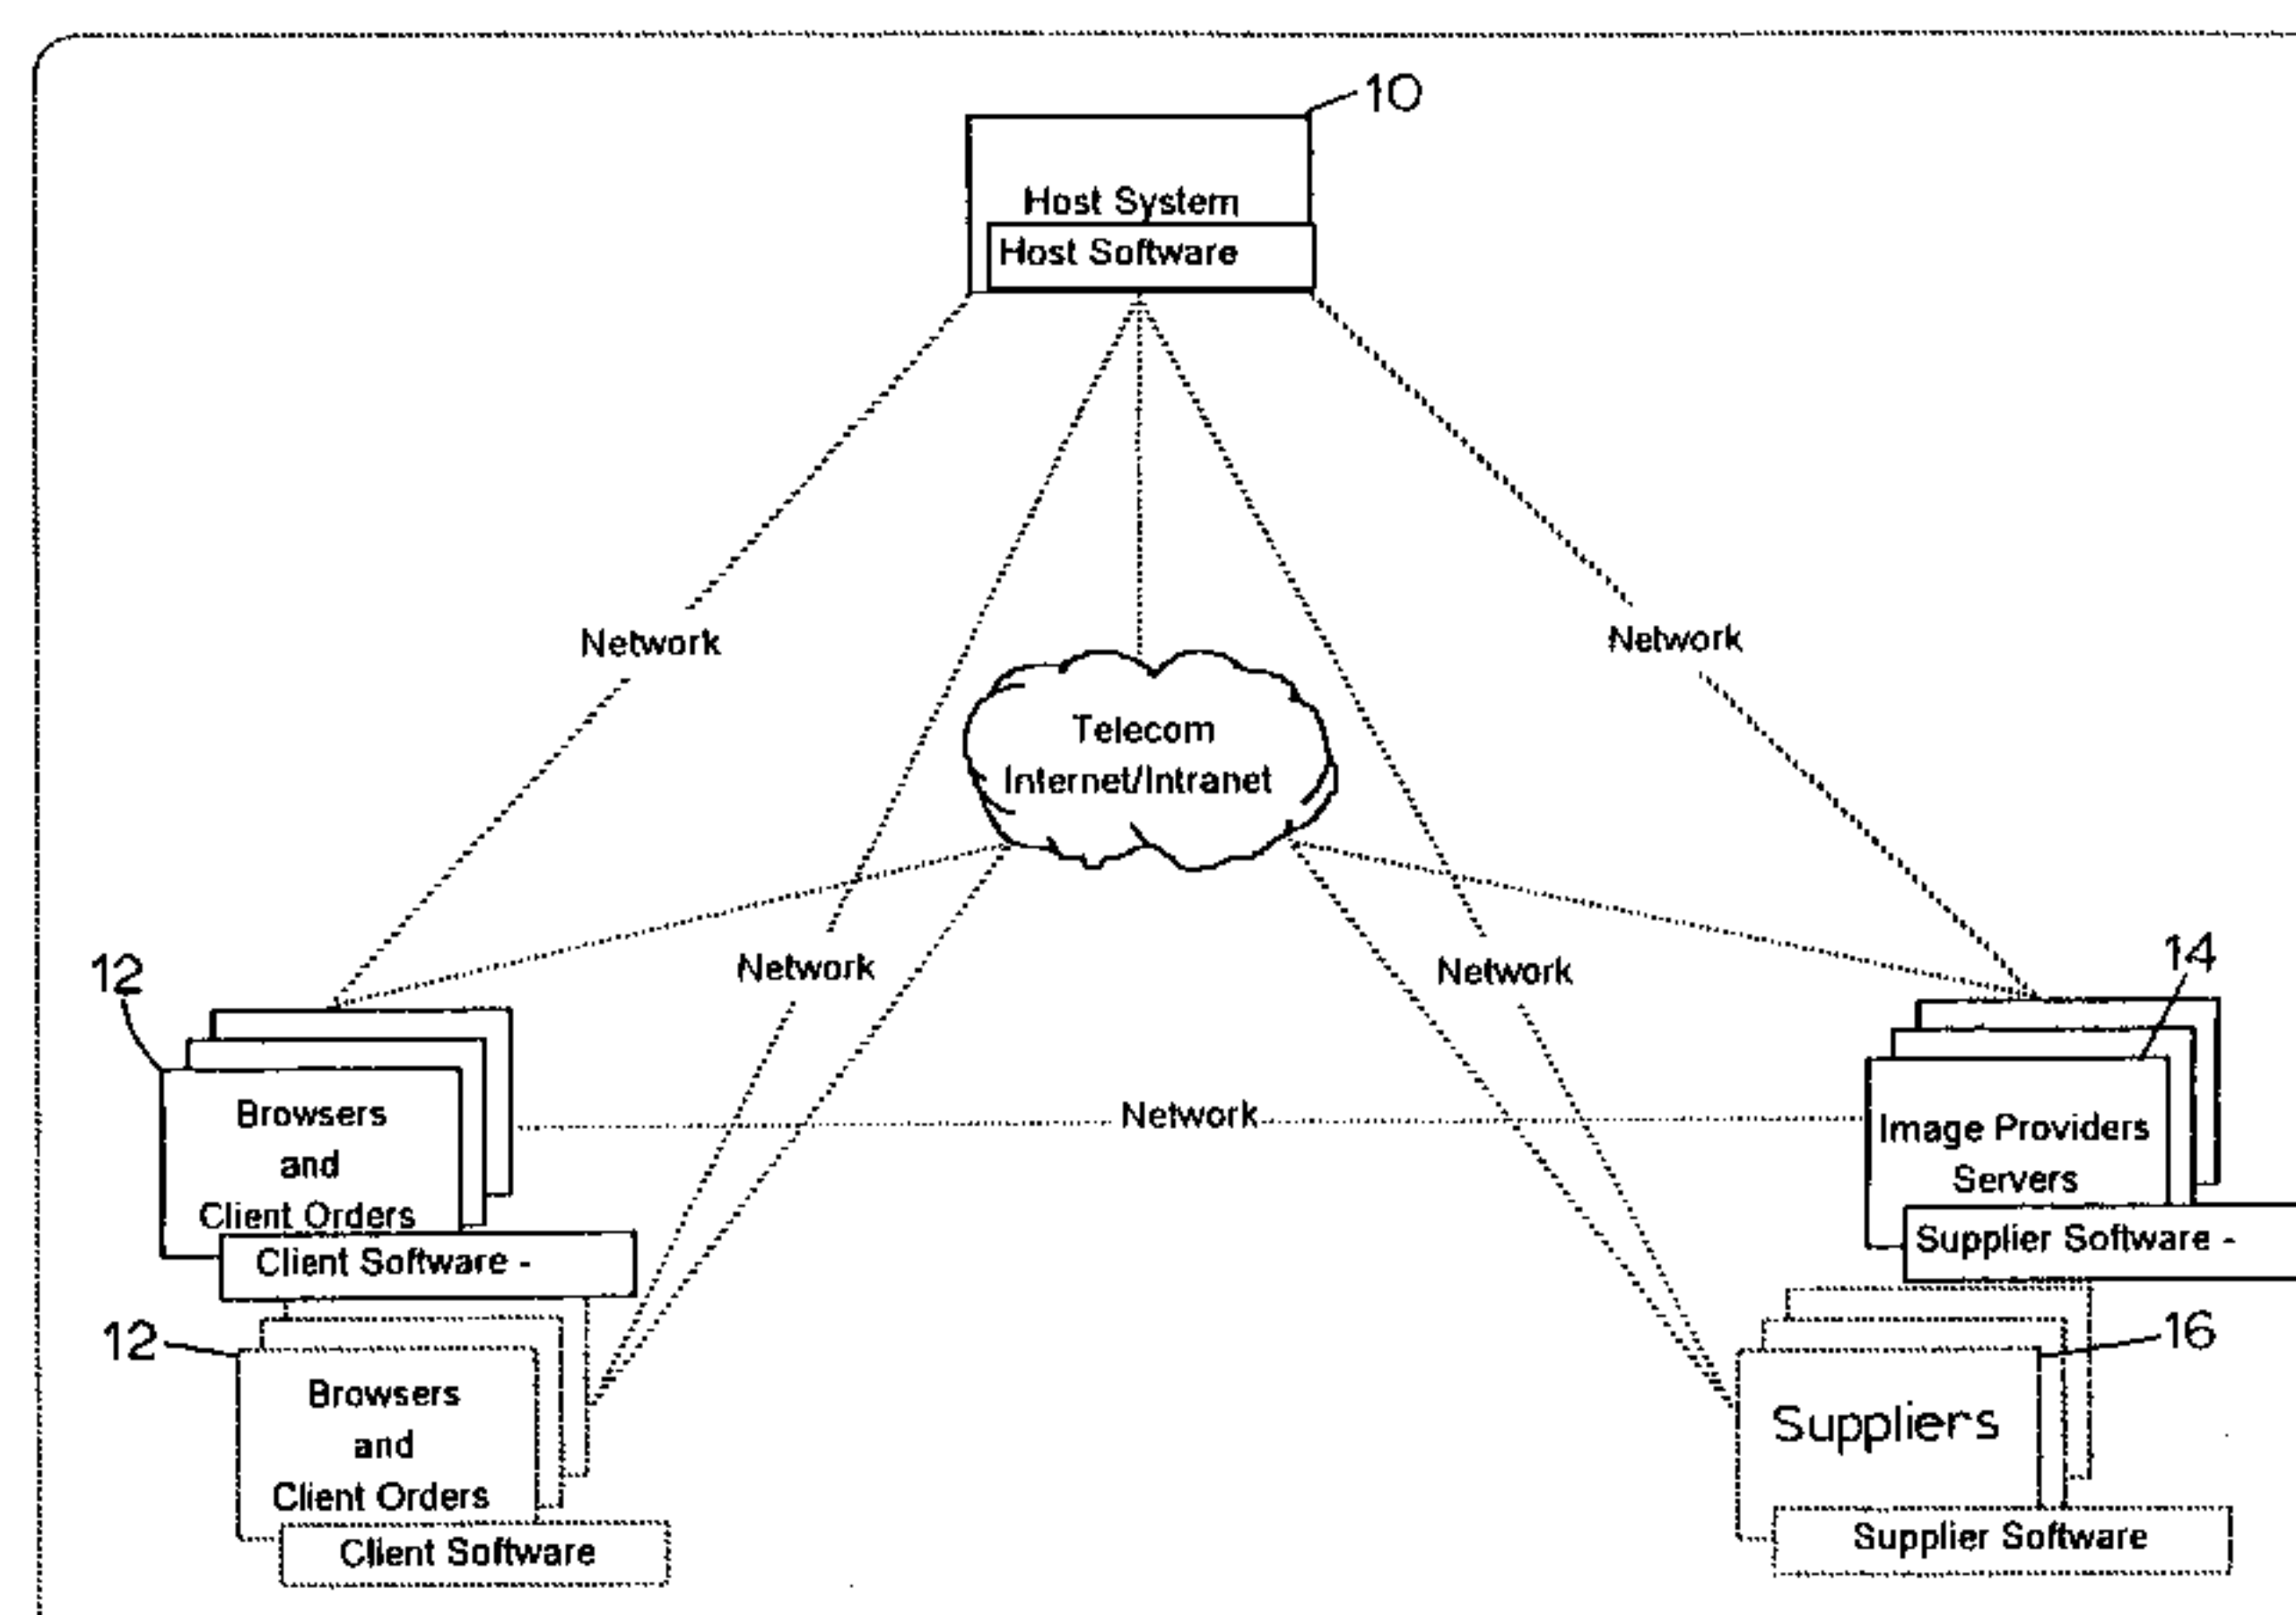 10
Host System
Host Software
Network
Network
Telecom
Internet/Intranet
12
Network
Network
14
Browsers
and
Client Orders
Client Software -
Network
Image Providers
Servers
Supplier Software -
12
Browsers
and
Client Orders
Client Software
16
Suppliers
Supplier Software